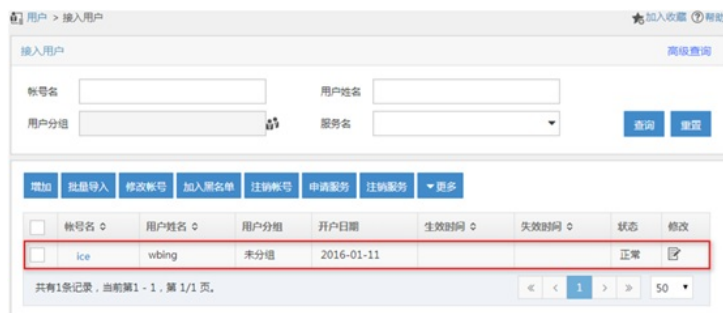 用户 > 接入用户 加入收藏 帮助
接入用户 高级查询
帐号名 用户姓名
用户分组 服务名 查询 重置
增加 批量导入 修改帐号 加入黑名单 注销帐号 申请服务 注销服务 更多
帐号名 用户姓名 用户分组 开户日期 生效时间 失效时间 状态 修改
ice wbing 未分组 2016-01-11 正常
共有1条记录，当前第1 - 1，第 1/1 页。 « < 1 > » 50